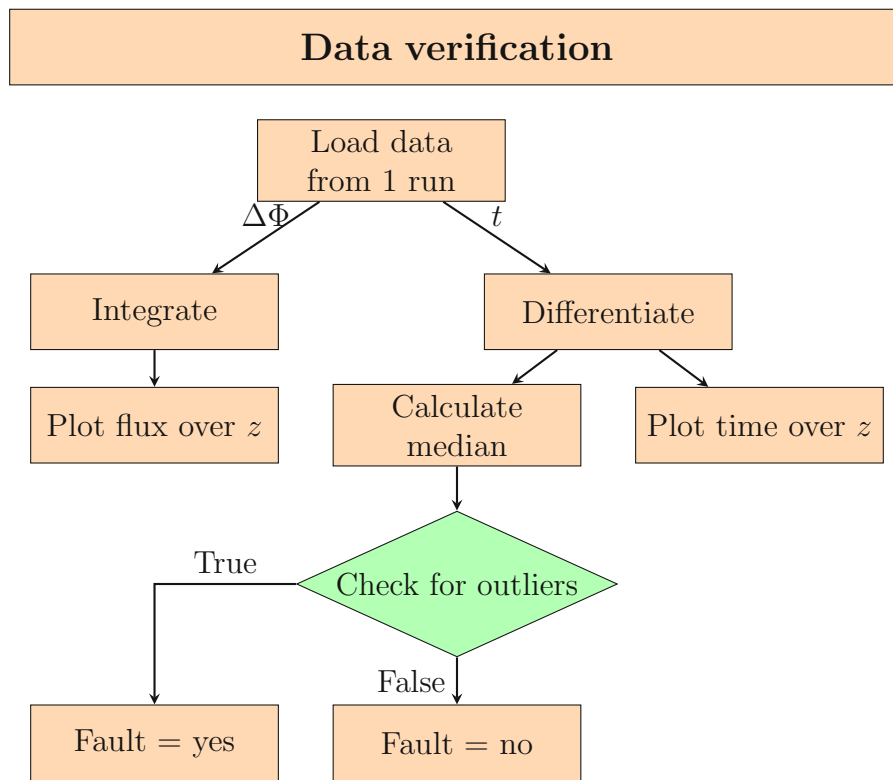 Data verification
Load data
from 1 run
ΔΦ
t
Integrate
Differentiate
Plot flux over z
Calculate
median
Plot time over z
True
Check for outliers
False
Fault = yes
Fault = no